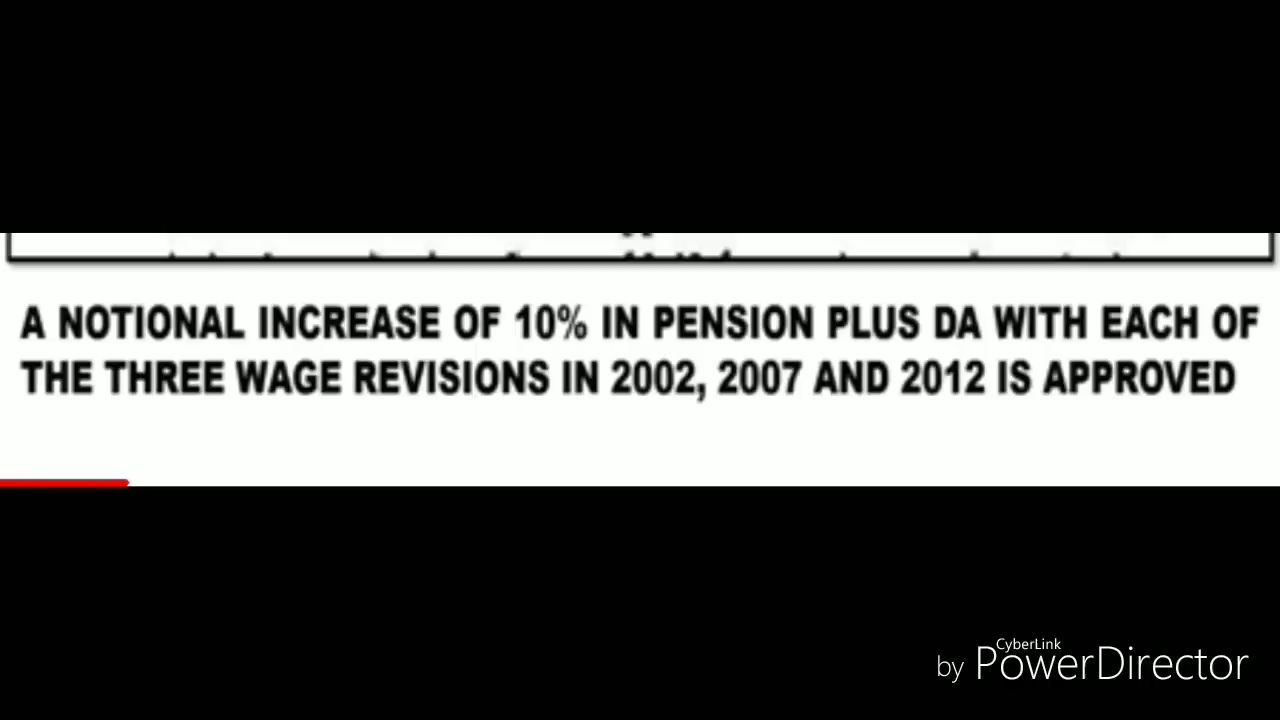 A NOTIONAL INCREASE OF 10% IN PENSION PLUS DA WITH EACH OF
THE THREE WAGE REVISIONS IN 2002, 2007 AND 2012 IS APPROVED
CyberLink
by PowerDirector